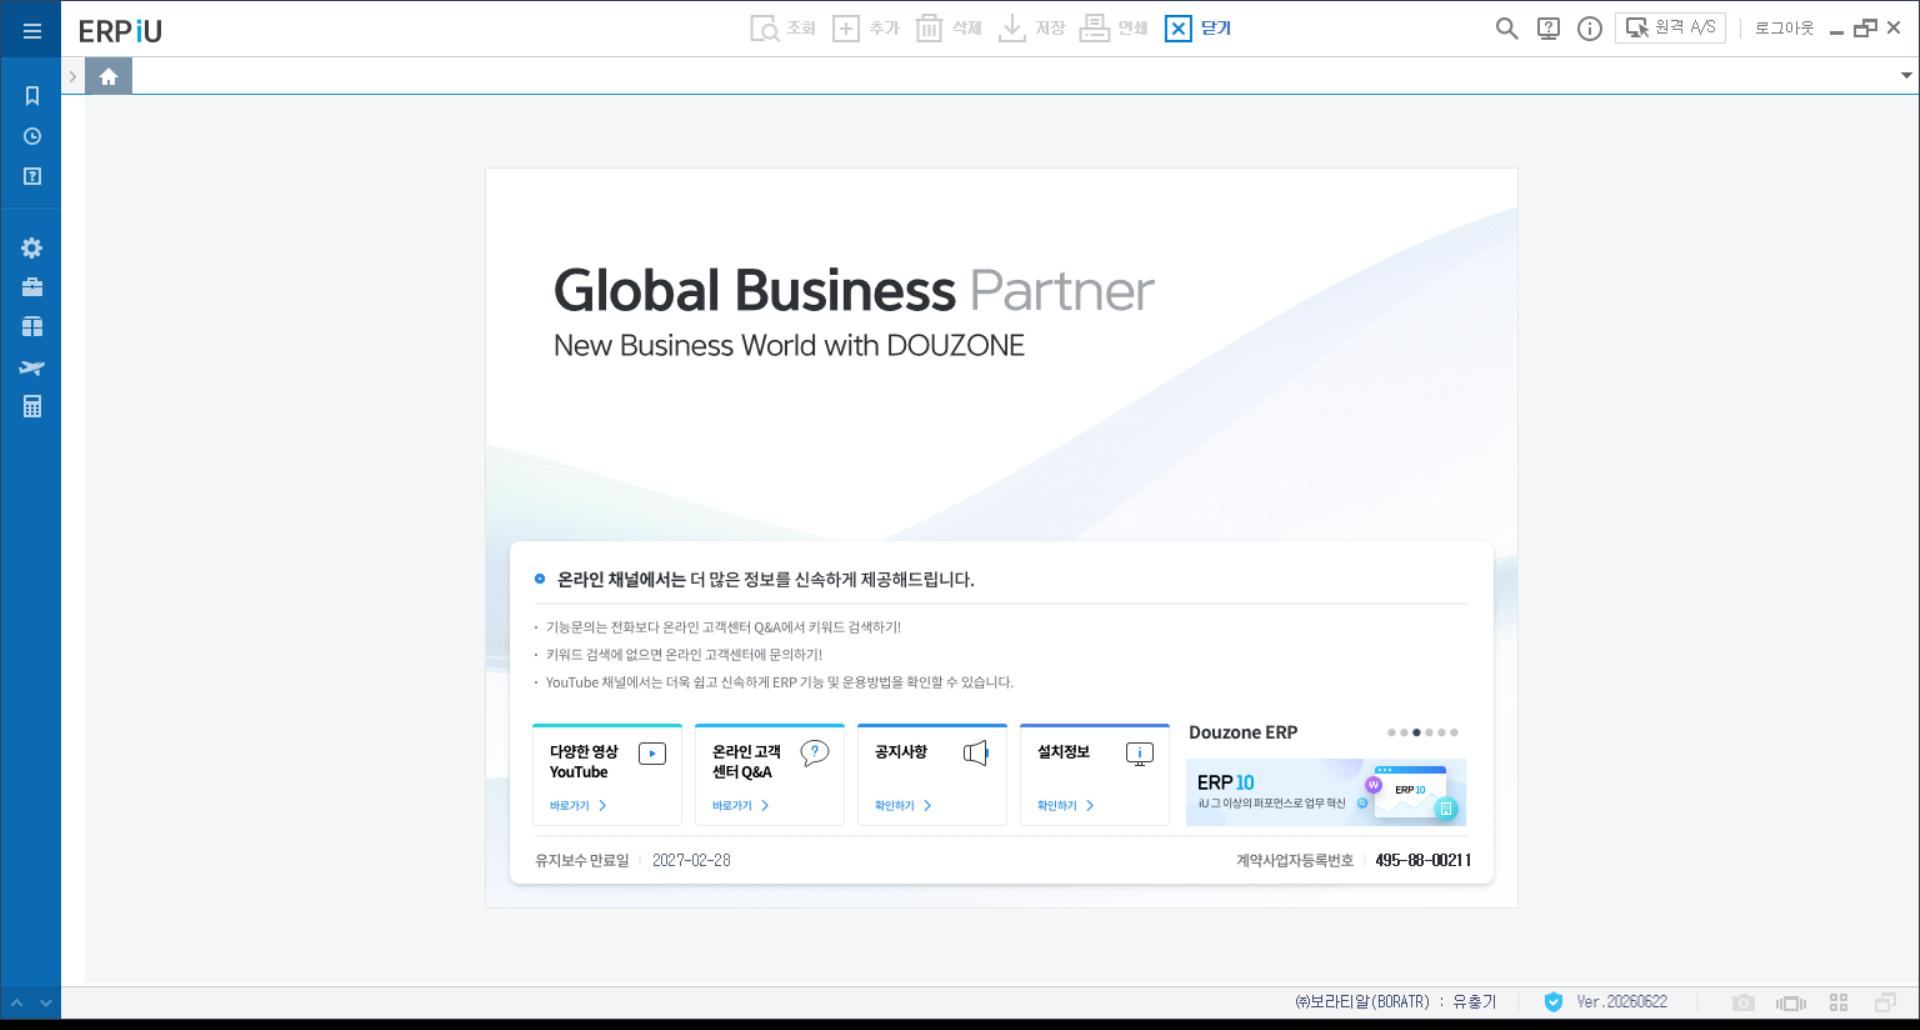 ERP iU
조회 추가 삭제 저장 인쇄 닫기
원격 A/S 로그아웃
Global Business Partner
New Business World with DOUZONE
온라인 채널에서는 더 많은 정보를 신속하게 제공해드립니다.
· 기능문의는 전화보다 온라인 고객센터 Q&A에서 키워드 검색하기!
· 키워드 검색에 없으면 온라인 고객센터에 문의하기!
· YouTube 채널에서는 더욱 쉽고 신속하게 ERP 기능 및 운용방법을 확인할 수 있습니다.
다양한 영상
YouTube
바로가기
온라인 고객
센터 Q&A
바로가기
공지사항
확인하기
설치정보
확인하기
Douzone ERP
ERP 10
iU 그 이상의 퍼포먼스로 업무 혁신
ERP 10
유지보수 만료일 2027-02-28
계약사업자등록번호 495-88-00211
㈜보라티알(BORATR) : 유충기
Ver.20260622